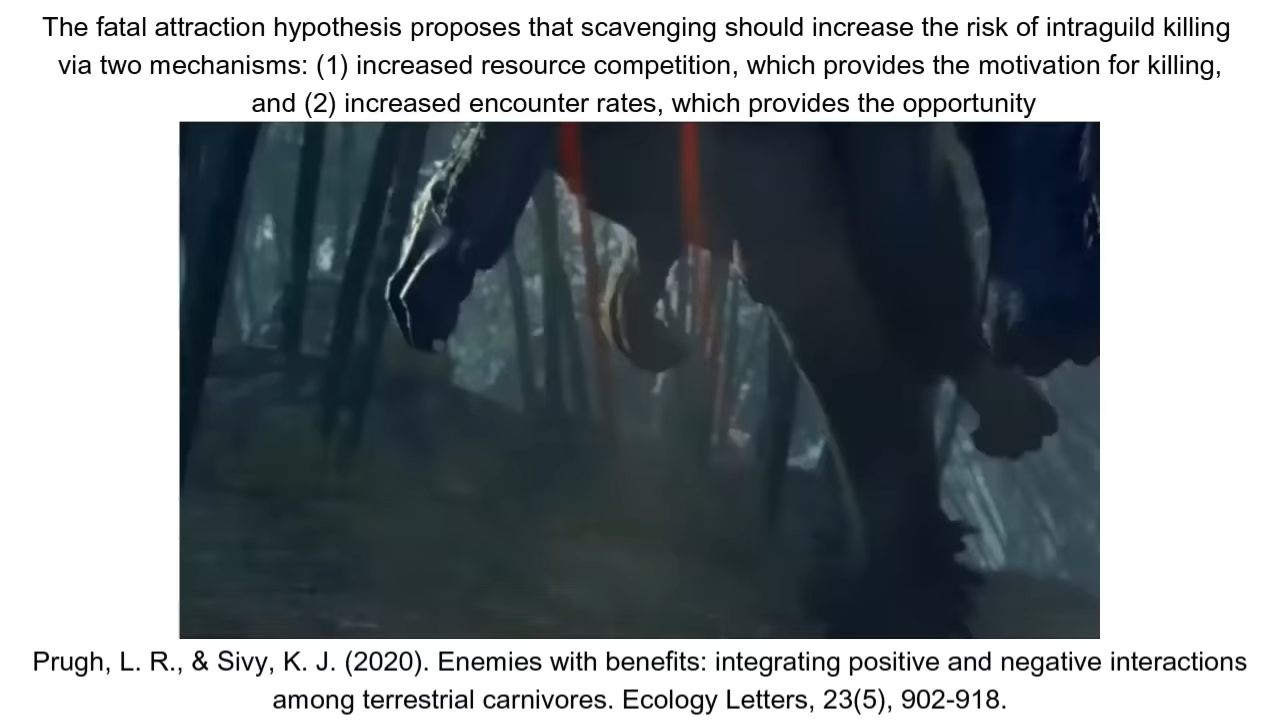 The fatal attraction hypothesis proposes that scavenging should increase the risk of intraguild killing
via two mechanisms: (1) increased resource competition, which provides the motivation for killing,
and (2) increased encounter rates, which provides the opportunity
Prugh, L. R., & Sivy, K. J. (2020). Enemies with benefits: integrating positive and negative interactions
among terrestrial carnivores. Ecology Letters, 23(5), 902-918.